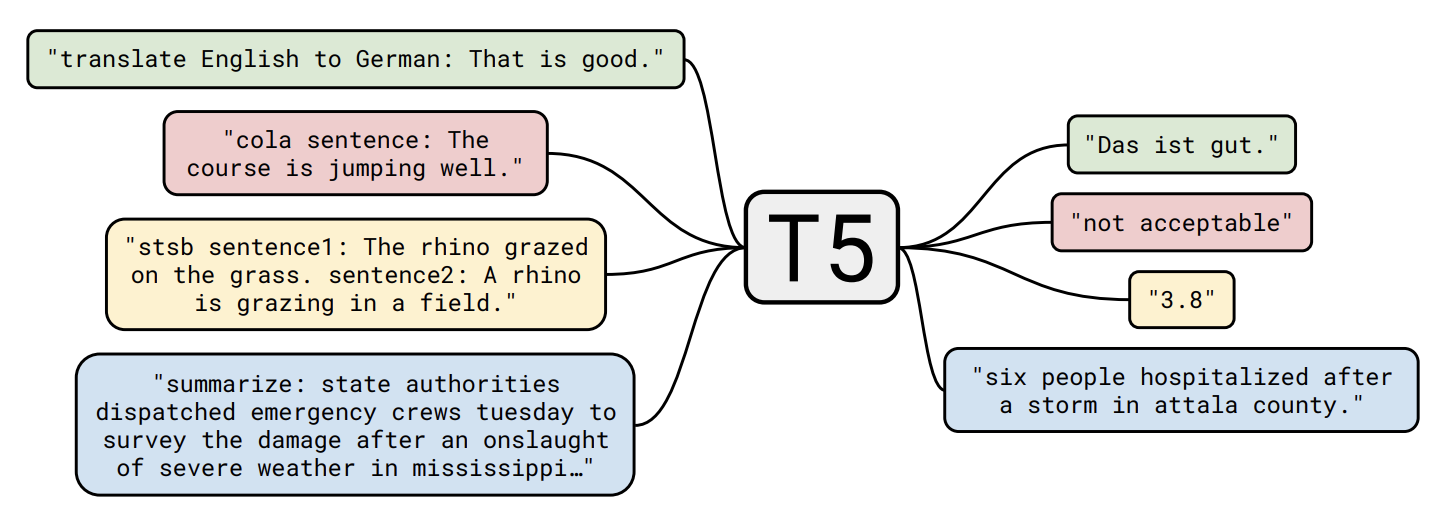 "translate English to German: That is good."
"cola sentence: The
course is jumping well."
"stsb sentence1: The rhino grazed
on the grass. sentence2: A rhino
is grazing in a field."
"summarize: state authorities
dispatched emergency crews tuesday to
survey the damage after an onslaught
of severe weather in mississippi…"
T5
"Das ist gut."
"not acceptable"
"3.8"
"six people hospitalized after
a storm in attala county."